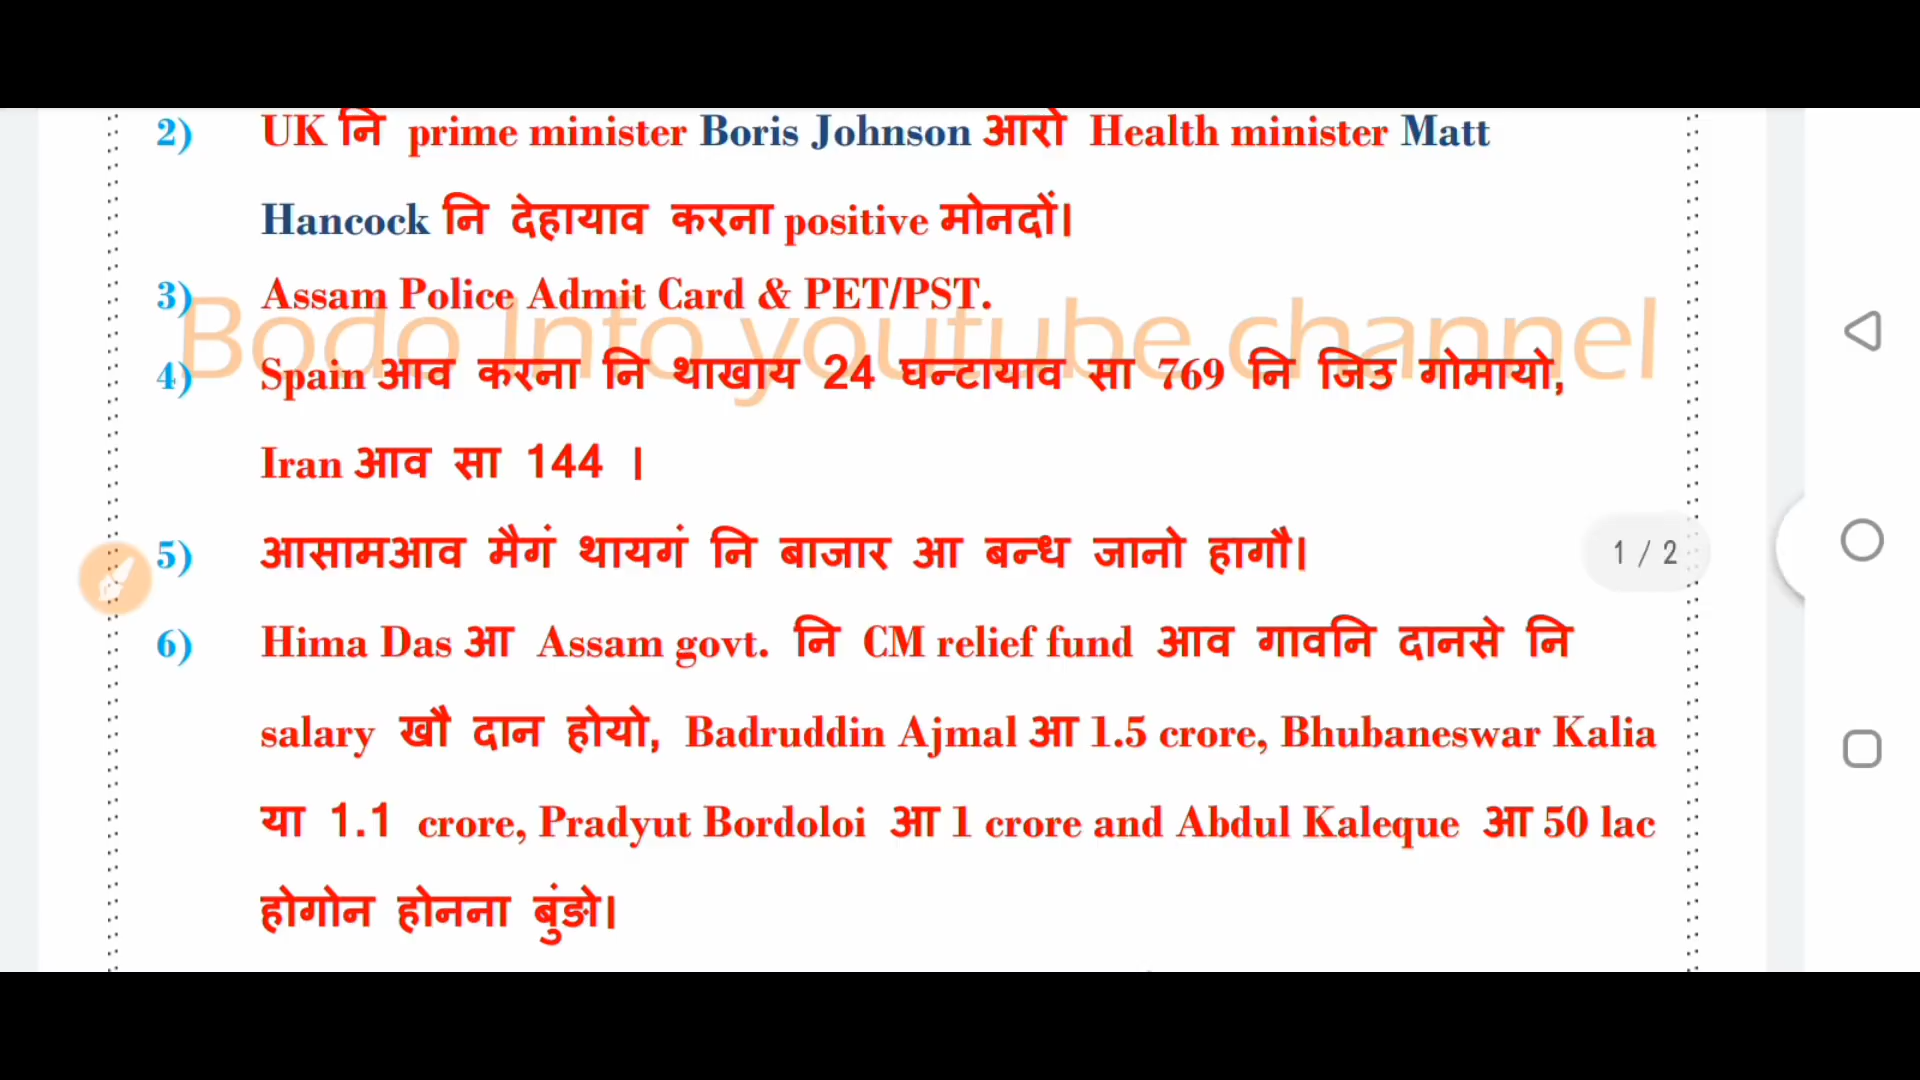 2) UK नि prime minister Boris Johnson आरो Health minister Matt
Hancock नि देहायाव करना positive मोनदों।
3) Assam Police Admit Card & PET/PST.
Bodo Info youtube channel
4) Spain आव करना नि थाखाय 24 घन्टायाव सा 769 नि जिउ गोमायो,
Iran आव सा 144 ।
5) आसामआव मैगं थायगं नि बाजार आ बन्ध जानो हागौ।
1 / 2
6) Hima Das आ Assam govt. नि CM relief fund आव गावनि दानसे नि
salary खौ दान होयो, Badruddin Ajmal आ 1.5 crore, Bhubaneswar Kalia
या 1.1 crore, Pradyut Bordoloi आ 1 crore and Abdul Kaleque आ 50 lac
होगोन होनना बुंङो।